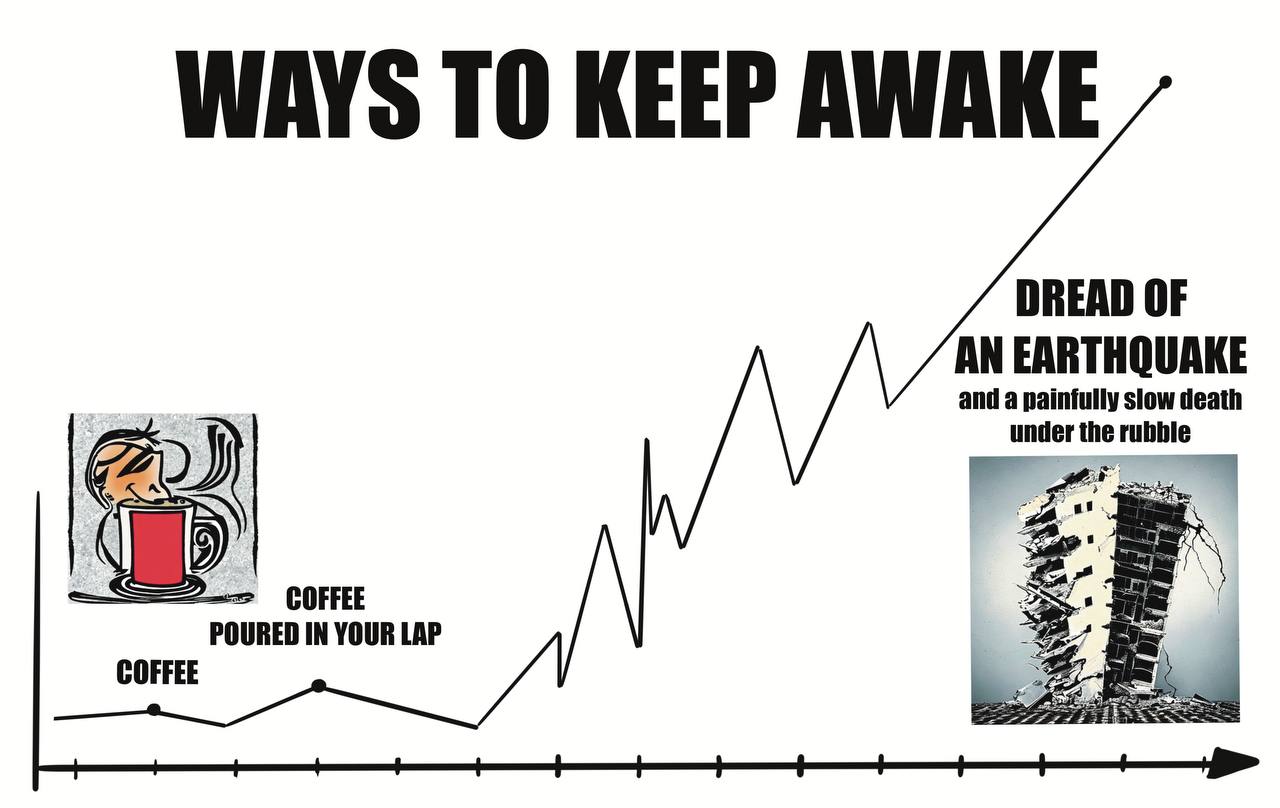 WAYS TO KEEP AWAKE
COFFEE
COFFEE
POURED IN YOUR LAP
DREAD OF
AN EARTHQUAKE
and a painfully slow death
under the rubble